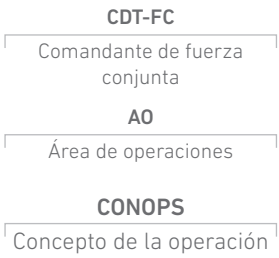 CDT-FC
Comandante de fuerza
conjunta
AO
Área de operaciones
CONOPS
Concepto de la operación